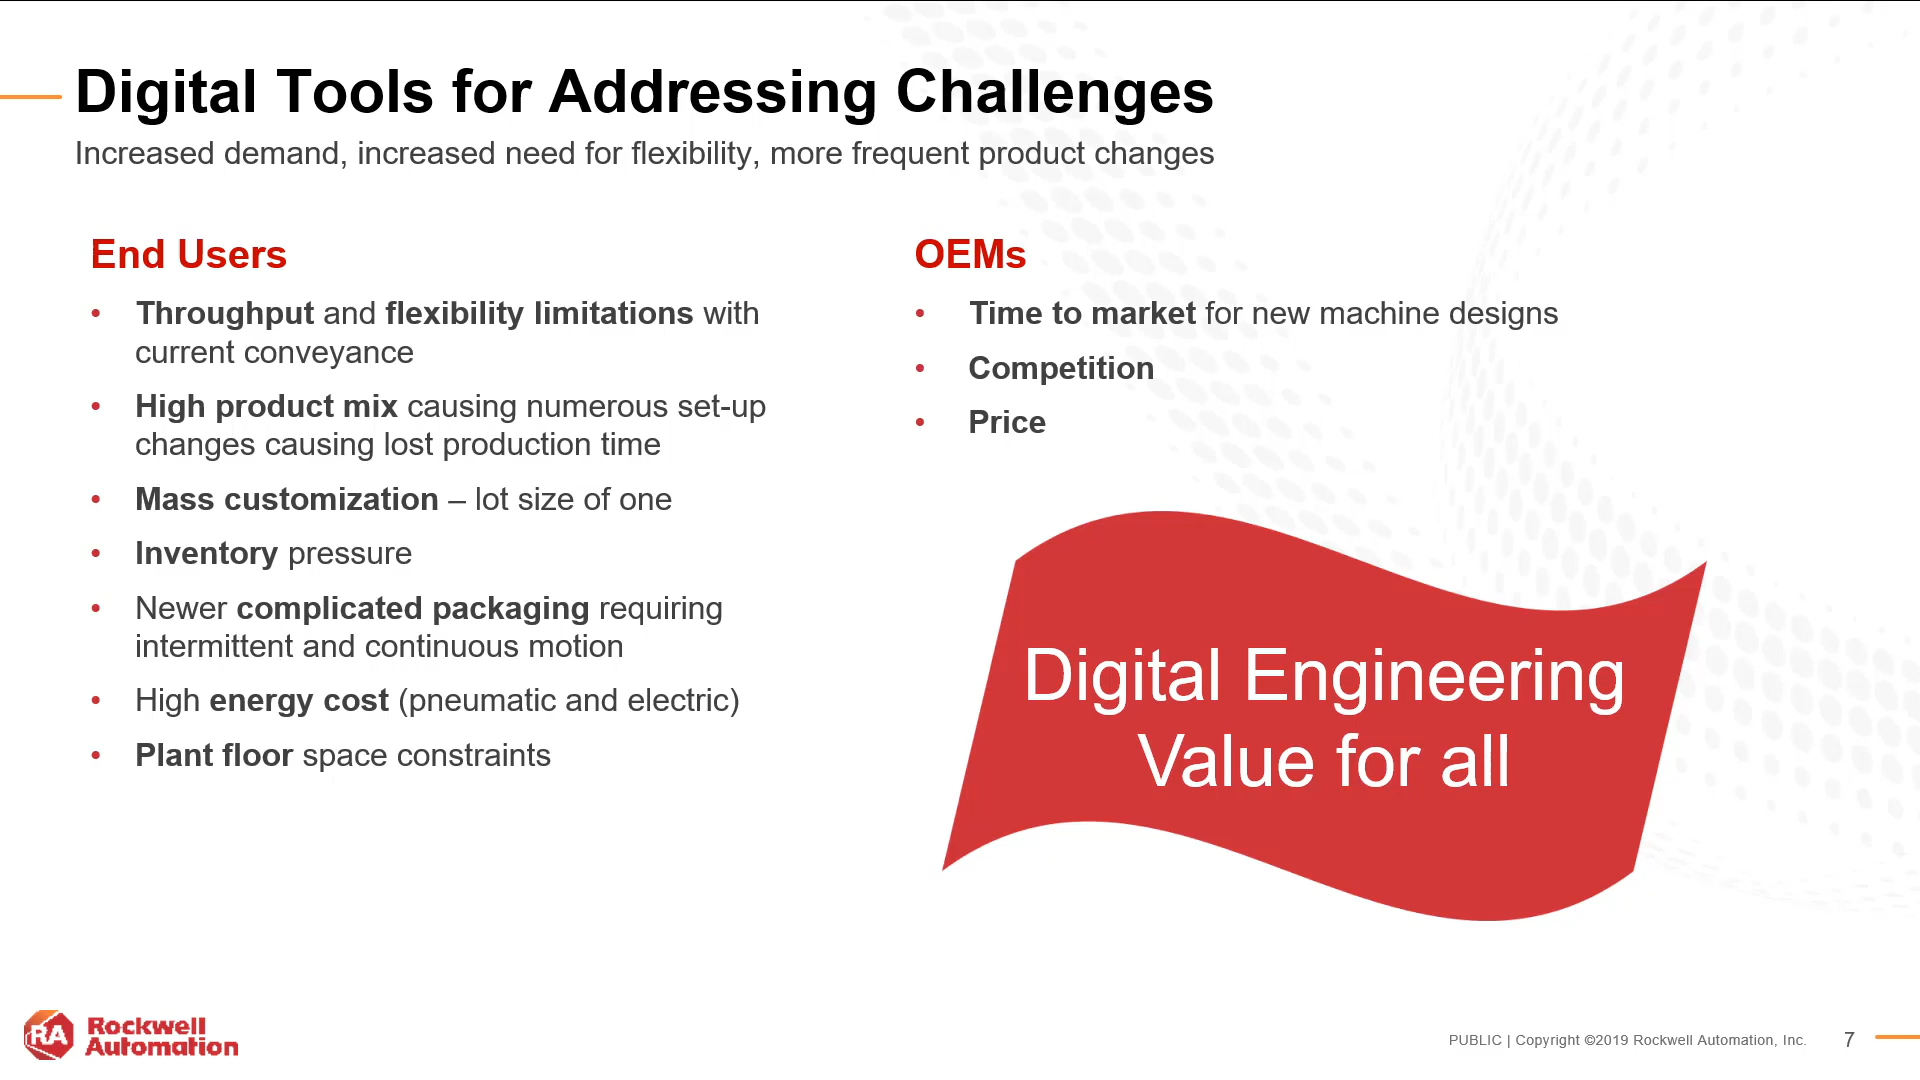 Digital Tools for Addressing Challenges
Increased demand, increased need for flexibility, more frequent product changes
End Users
• Throughput and flexibility limitations with
current conveyance
• High product mix causing numerous set-up
changes causing lost production time
• Mass customization – lot size of one
• Inventory pressure
• Newer complicated packaging requiring
intermittent and continuous motion
• High energy cost (pneumatic and electric)
• Plant floor space constraints
OEMs
• Time to market for new machine designs
• Competition
• Price
Digital Engineering
Value for all
RA
Rockwell
Automation
PUBLIC | Copyright ©2019 Rockwell Automation, Inc. 7